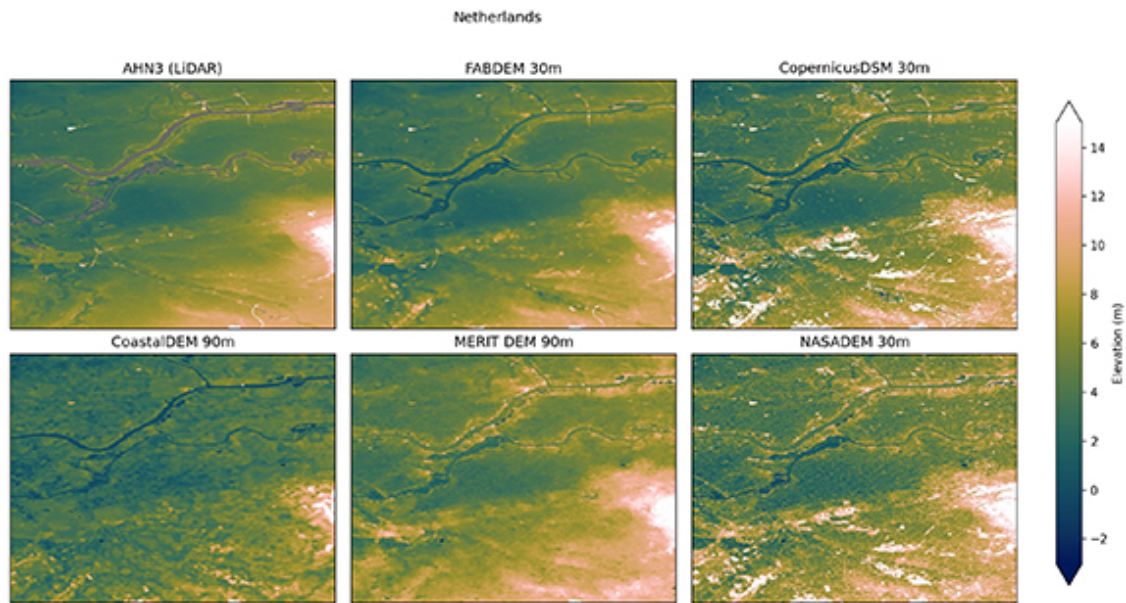 Netherlands
AHN3 (LiDAR)
FABDEM 30m
CopernicusDSM 30m
CoastalDEM 90m
MERIT DEM 90m
NASADEM 30m
14
12
10
8
6
4
2
0
−2
Elevation (m)